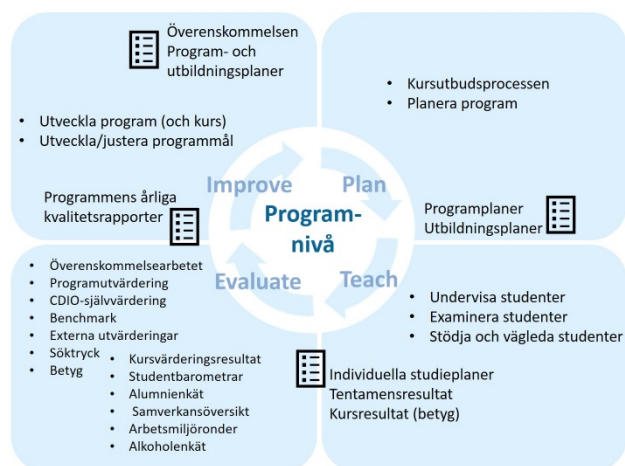 Överenskommelsen
Program- och
utbildningsplaner
• Utveckla program (och kurs)
• Utveckla/justera programmål
Programmens årliga
kvalitetsrapporter
• Kursutbudsprocessen
• Planera program
Programplaner
Utbildningsplaner
Improve
Plan
Program-
nivå
Evaluate
Teach
• Överenskommelsearbetet
• Programutvärdering
• CDIO-självvärdering
• Benchmark
• Externa utvärderingar
• Söktryck
• Betyg
• Kursvärderingsresultat
• Studentbarometrar
• Alumnienkät
• Samverkansöversikt
• Arbetsmiljöronder
• Alkoholenkät
• Undervisa studenter
• Examinera studenter
• Stödja och vägleda studenter
Individuella studieplaner
Tentamensresultat
Kursresultat (betyg)